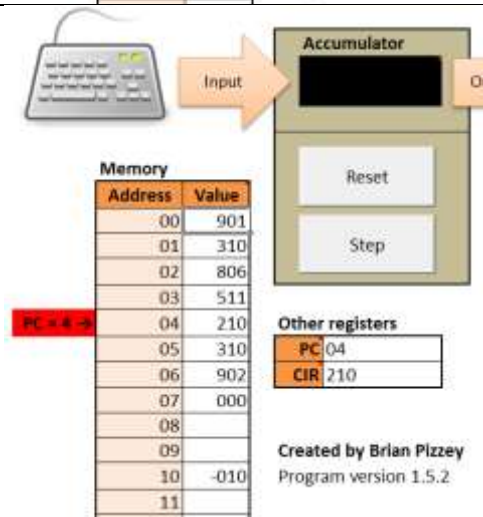 Accumulator
Input
O
Reset
Step
Memory
Address Value
00 901
01 310
02 806
03 511
PC = 4 → 04 210
05 310
06 902
07 000
08
09
10 -010
11
Other registers
PC 04
CIR 210
Created by Brian Pizzey
Program version 1.5.2